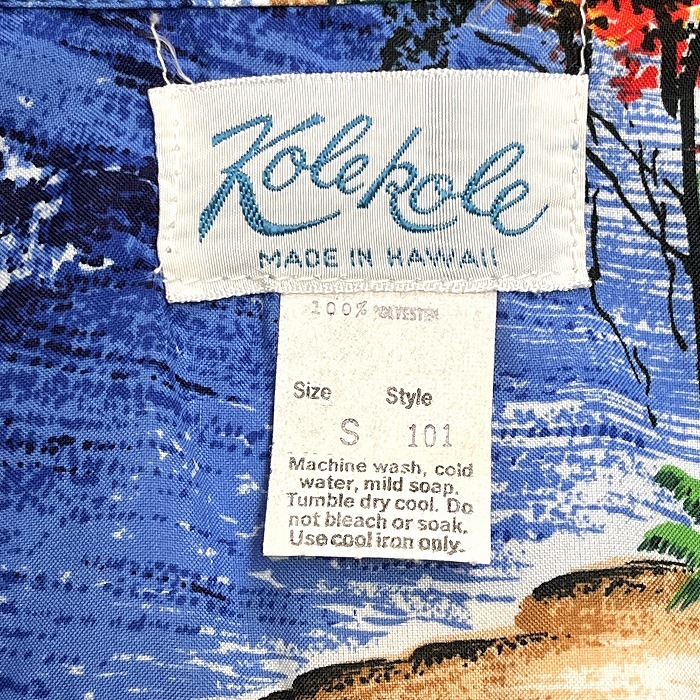 Kolekole
MADE IN HAWAII
100% POLYESTER
Size Style
S 101
Machine wash, cold
water, mild soap.
Tumble dry cool. Do
not bleach or soak.
Use cool iron only.